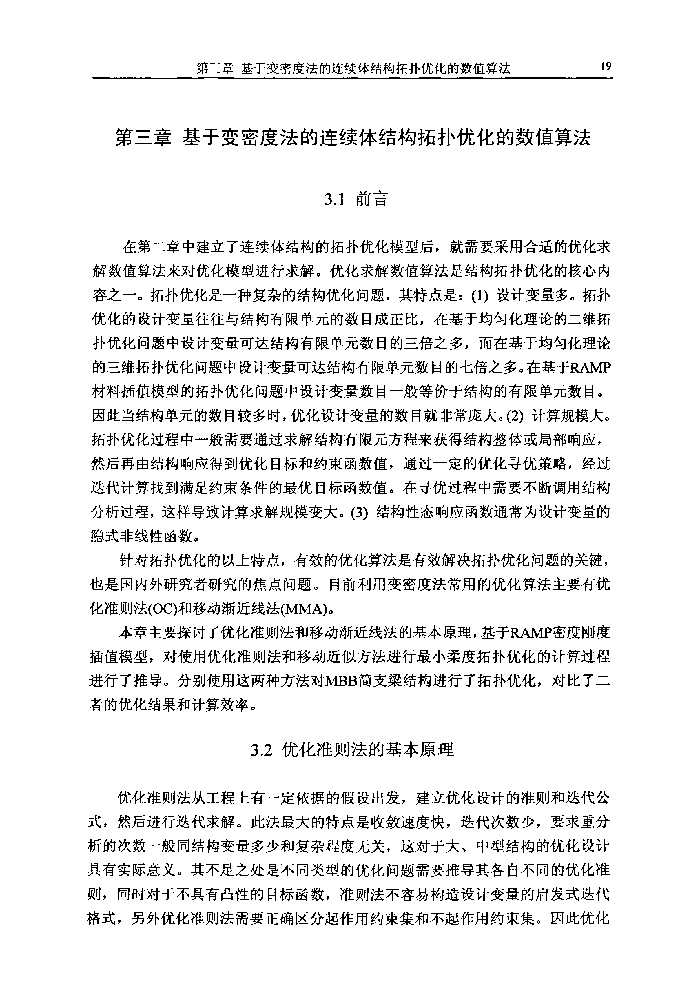 第三章 基于变密度法的连续体结构拓扑优化的数值算法
19
第三章 基于变密度法的连续体结构拓扑优化的数值算法
3.1 前言
在第二章中建立了连续体结构的拓扑优化模型后，就需要采用合适的优化求
解数值算法来对优化模型进行求解。优化求解数值算法是结构拓扑优化的核心内
容之一。拓扑优化是一种复杂的结构优化问题，其特点是：(1) 设计变量多。拓扑
优化的设计变量往往与结构有限单元的数目成正比，在基于均匀化理论的二维拓
扑优化问题中设计变量可达结构有限单元数目的三倍之多，而在基于均匀化理论
的三维拓扑优化问题中设计变量可达结构有限单元数目的七倍之多。在基于RAMP
材料插值模型的拓扑优化问题中设计变量数目一般等价于结构的有限单元数目。
因此当结构单元的数目较多时，优化设计变量的数目就非常庞大。(2) 计算规模大。
拓扑优化过程中一般需要通过求解结构有限元方程来获得结构整体或局部响应，
然后再由结构响应得到优化目标和约束函数值，通过一定的优化寻优策略，经过
迭代计算找到满足约束条件的最优目标函数值。在寻优过程中需要不断调用结构
分析过程，这样导致计算求解规模变大。(3) 结构性态响应函数通常为设计变量的
隐式非线性函数。
针对拓扑优化的以上特点，有效的优化算法是有效解决拓扑优化问题的关键，
也是国内外研究者研究的焦点问题。目前利用变密度法常用的优化算法主要有优
化准则法(OC)和移动渐近线法(MMA)。
本章主要探讨了优化准则法和移动渐近线法的基本原理，基于RAMP密度刚度
插值模型，对使用优化准则法和移动近似方法进行最小柔度拓扑优化的计算过程
进行了推导。分别使用这两种方法对MBB简支梁结构进行了拓扑优化，对比了二
者的优化结果和计算效率。
3.2 优化准则法的基本原理
优化准则法从工程上有一定依据的假设出发，建立优化设计的准则和迭代公
式，然后进行迭代求解。此法最大的特点是收敛速度快，迭代次数少，要求重分
析的次数一般同结构变量多少和复杂程度无关，这对于大、中型结构的优化设计
具有实际意义。其不足之处是不同类型的优化问题需要推导其各自不同的优化准
则，同时对于不具有凸性的目标函数，准则法不容易构造设计变量的启发式迭代
格式，另外优化准则法需要正确区分起作用约束集和不起作用约束集。因此优化